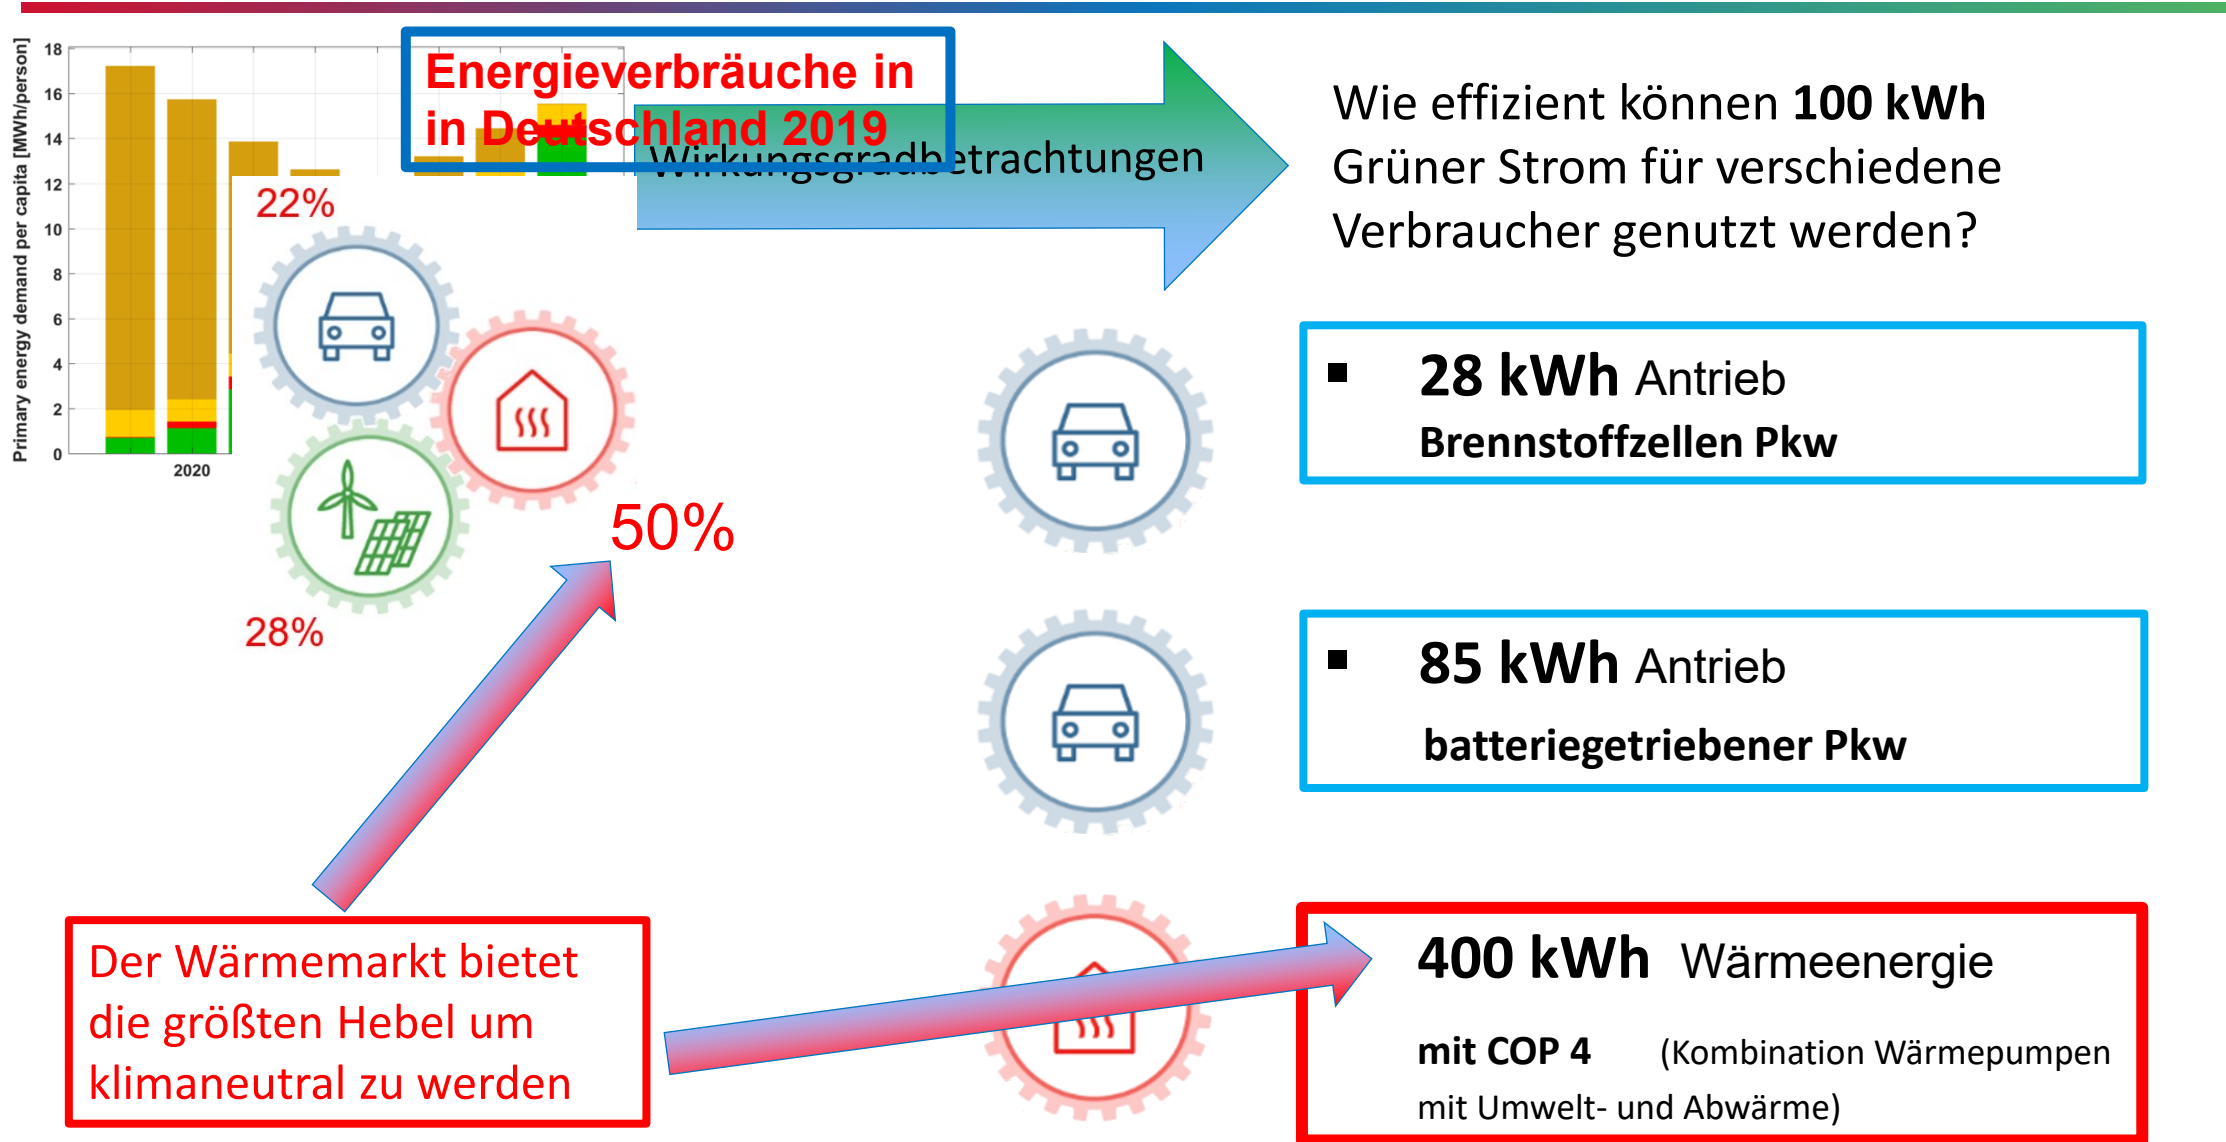 Primary energy demand per capita [MWh/person]
18
16
14
12
10
8
6
4
2
0
2020
Energieverbräuche in
in Deutschland 2019
Wirkungsgradbetrachtungen
22%
50%
28%
Wie effizient können 100 kWh
Grüner Strom für verschiedene
Verbraucher genutzt werden?
▪ 28 kWh Antrieb
Brennstoffzellen Pkw
▪ 85 kWh Antrieb
batteriegetriebener Pkw
Der Wärmemarkt bietet
die größten Hebel um
klimaneutral zu werden
400 kWh Wärmeenergie
mit COP 4 (Kombination Wärmepumpen
mit Umwelt- und Abwärme)